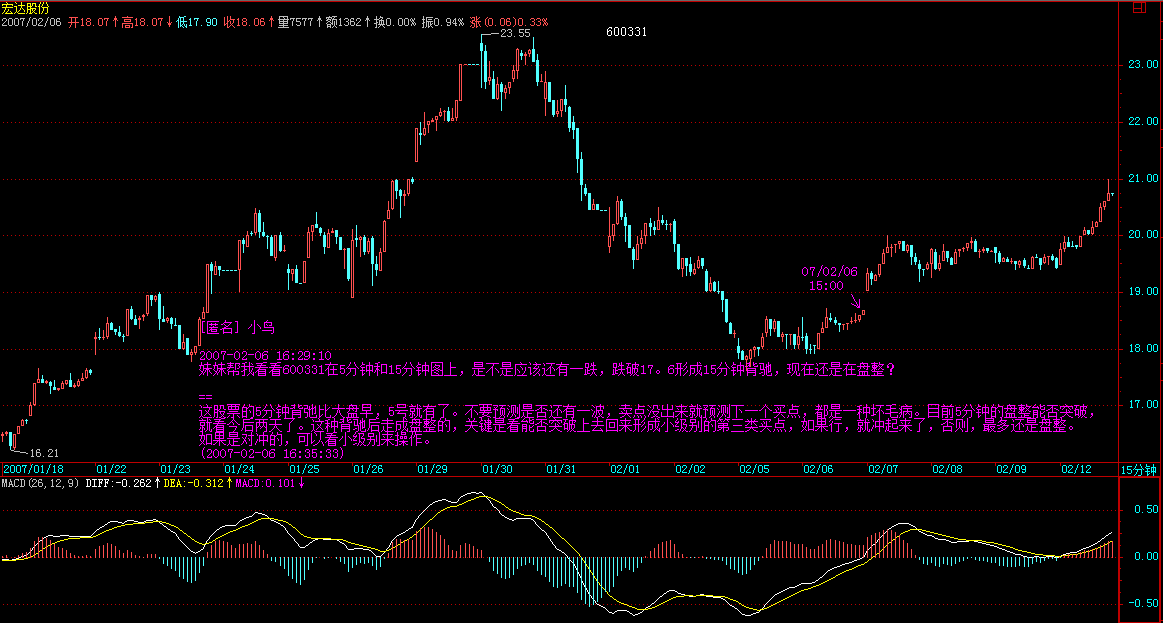 宏达股份
2007/02/06 开18.07↑高18.07↓低17.90 收18.06↑量7577↑额1362↑换0.00% 振0.94% 涨(0.06)0.33%
600331
23.55
23.00
22.00
21.00
20.00
07/02/06
15:00
19.00
[匿名] 小鸟
2007-02-06 16:29:10
18.00
妹妹帮我看看600331在5分钟和15分钟图上，是不是应该还有一跌，跌破17。6形成15分钟背驰，现在还是在盘整？
==
17.00
这股票的5分钟背驰比大盘早，5号就有了。不要预测是否还有一波，卖点没出来就预测下一个买点，都是一种坏毛病。目前5分钟的盘整能否突破，
就看今后两天了。这种背驰后走成盘整的，关键是看能否突破上去回来形成小级别的第三类买点，如果行，就冲起来了，否则，最多还是盘整。
如果是对冲的，可以看小级别来操作。
(2007-02-06 16:35:33)
16.21
2007/01/18 01/22 01/23 01/24 01/25 01/26 01/29 01/30 01/31 02/01 02/02 02/05 02/06 02/07 02/08 02/09 02/12 15分钟
MACD(26,12,9) DIFF:-0.262↑DEA:-0.312↑MACD:0.101↓
0.50
0.00
-0.50